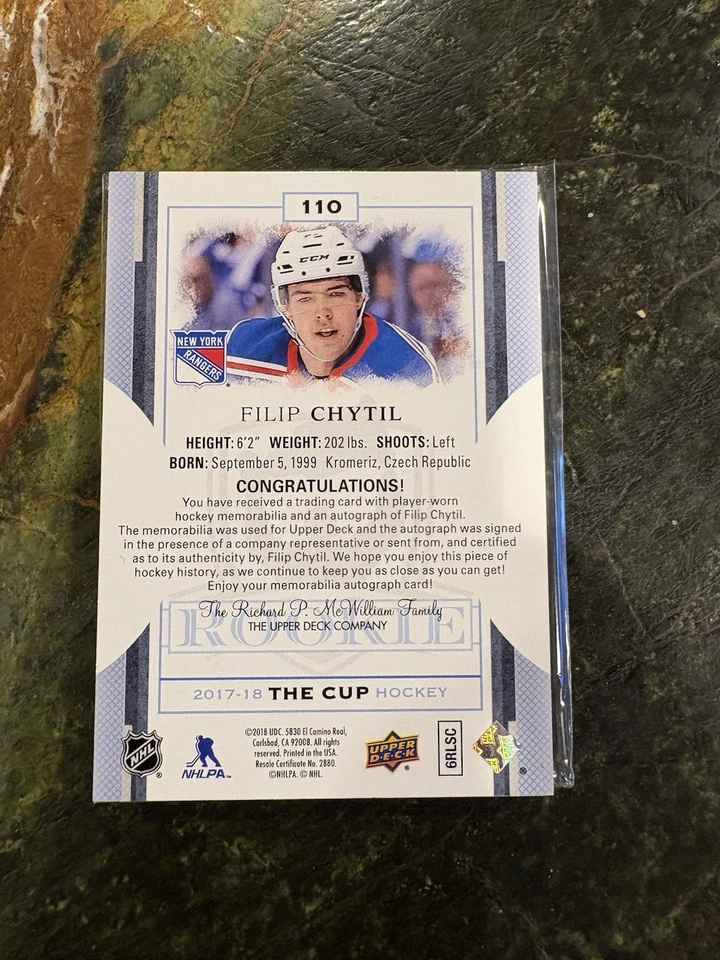 110
CCM
NEW YORK
RANGERS
FILIP CHYTIL
HEIGHT: 6'2" WEIGHT: 202 lbs. SHOOTS: Left
BORN: September 5, 1999 Kromeriz, Czech Republic
CONGRATULATIONS!
You have received a trading card with player-worn
hockey memorabilia and an autograph of Filip Chytil.
The memorabilia was used for Upper Deck and the autograph was signed
in the presence of a company representative or sent from, and certified
as to its authenticity by, Filip Chytil. We hope you enjoy this piece of
hockey history, as we continue to keep you as close as you can get!
Enjoy your memorabilia autograph card!
The Richard P. McWilliam Family
THE UPPER DECK COMPANY
ROOKIE
2017-18 THE CUP HOCKEY
NHL
NHLPA™
©2018 UDC. 5830 El Camino Real,
Carlsbad, CA 92008. All rights
reserved. Printed in the USA.
Resale Certificate No. 2880.
©NHLPA. © NHL.
UPPER
D·E·C·K®
6RLSC
®